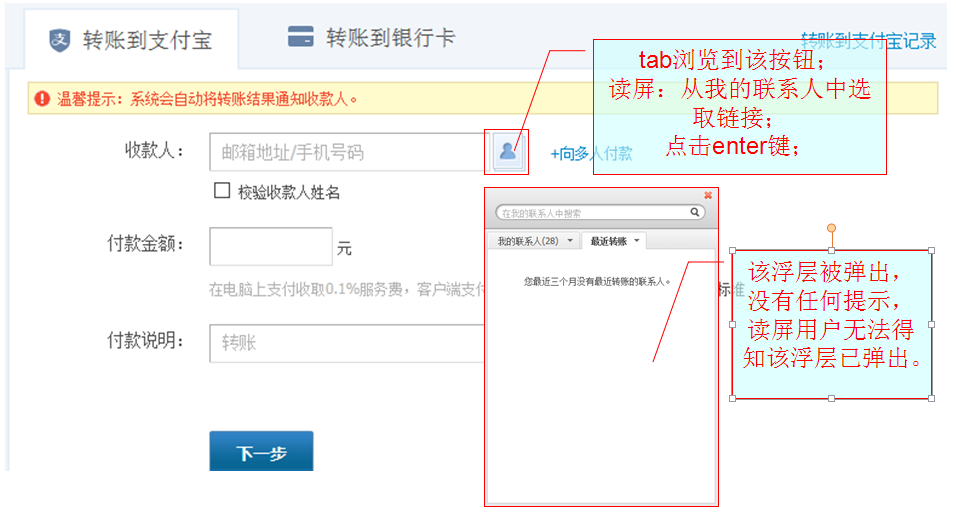 转账到支付宝
转账到银行卡
转账到支付宝记录
温馨提示：系统会自动将转账结果通知收款人。
tab浏览到该按钮；
读屏：从我的联系人中选
取链接；
点击enter键；
收款人：
邮箱地址/手机号码
+向多人付款
校验收款人姓名
在我的联系人中搜索
我的联系人(28)
最近转账
付款金额：
元
您最近三个月没有最近转账的联系人。
在电脑上支付收取0.1%服务费，客户端支付
标准
该浮层被弹出，
没有任何提示，
读屏用户无法得
知该浮层已弹出。
付款说明：
转账
下一步